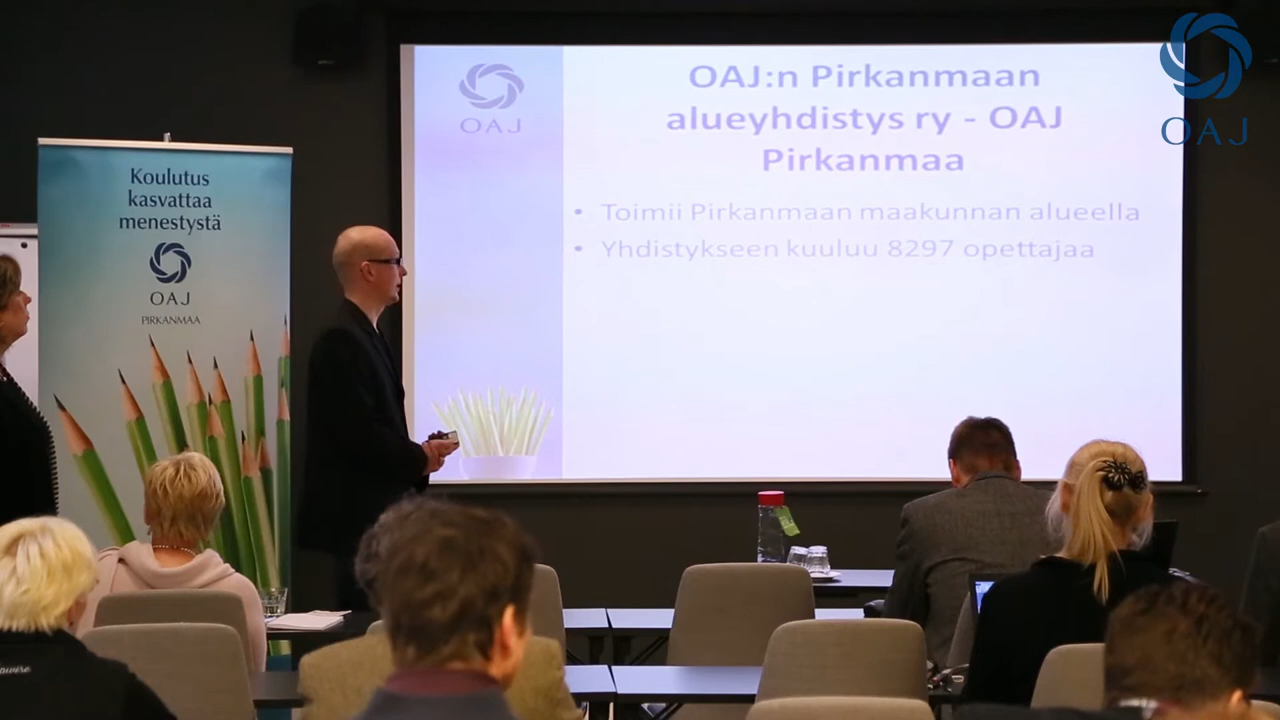 Koulutus
kasvattaa
menestystä
OAJ
PIRKANMAA
OAJ
OAJ:n Pirkanmaan
alueyhdistys ry - OAJ
Pirkanmaa
• Toimii Pirkanmaan maakunnan alueella
• Yhdistykseen kuuluu 8297 opettajaa
OAJ